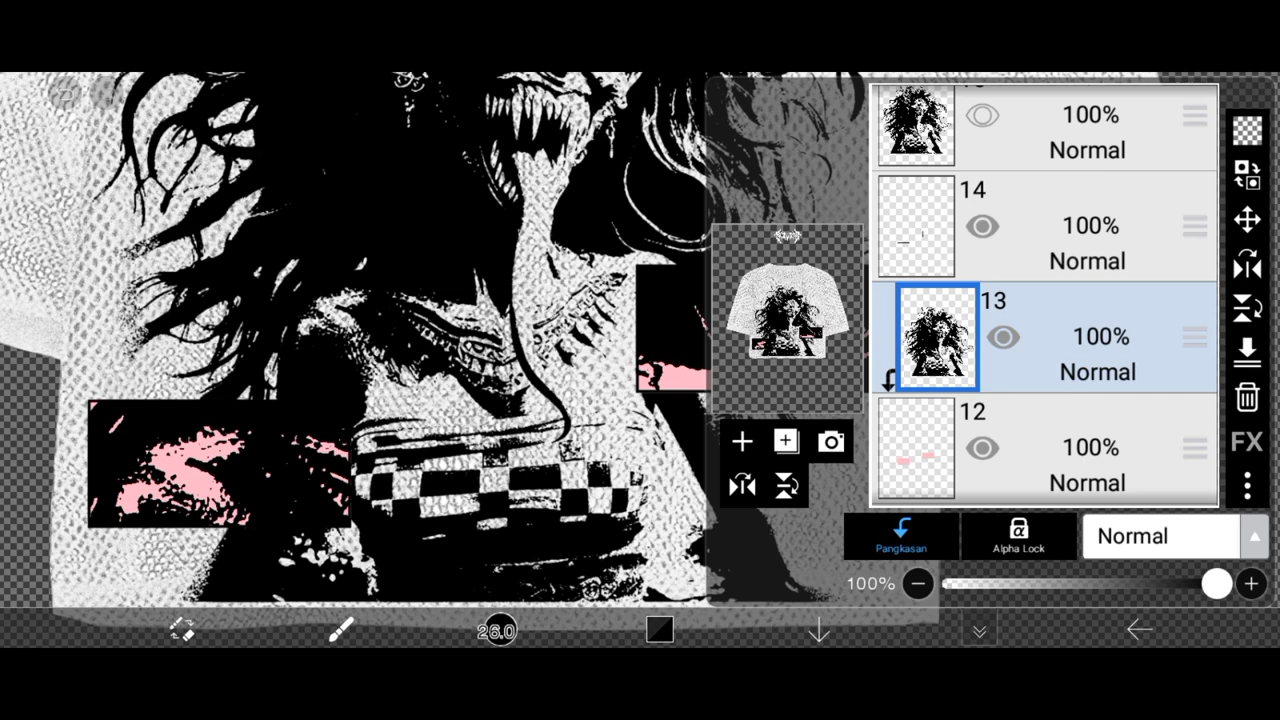 100%
Normal
14
100%
Normal
13
100%
Normal
12
100%
Normal
FX
Pangkasan
α
Alpha Lock
Normal
100%
26.0